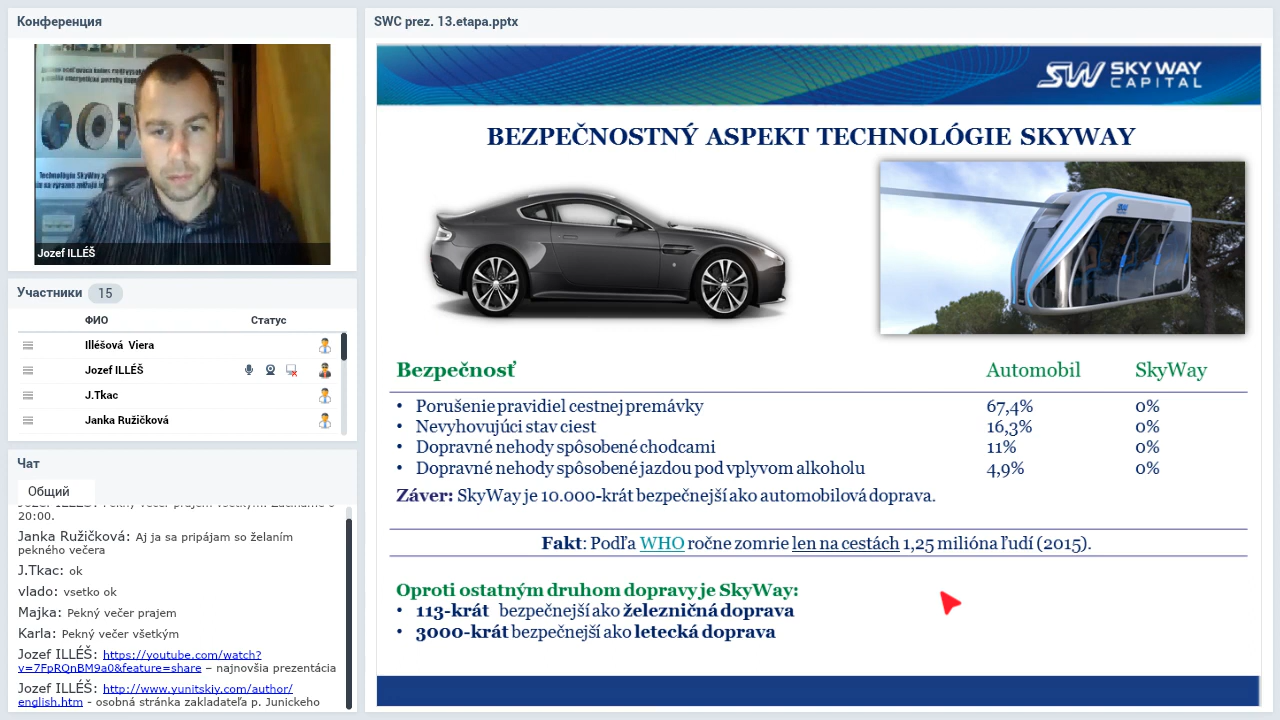 Конференция
Jozef ILLÉŠ
Участники 15
ФИО Статус
Illéšová Viera
Jozef ILLÉŠ
J.Tkac
Janka Ružičková
Чат
Общий
20:00.
Janka Ružičková: Aj ja sa pripájam so želaním
pekného večera
J.Tkac: ok
vlado: vsetko ok
Majka: Pekný večer prajem
Karla: Pekný večer všetkým
Jozef ILLÉŠ: https://youtube.com/watch?
v=7FpRQnBM9a0&feature=share – najnovšia prezentácia
Jozef ILLÉŠ: http://www.yunitskiy.com/author/
english.htm - osobná stránka zakladateľa p. Junickeho
SWC prez. 13.etapa.pptx
SW SKY WAY
CAPITAL
BEZPEČNOSTNÝ ASPEKT TECHNOLÓGIE SKYWAY
Bezpečnosť Automobil SkyWay
• Porušenie pravidiel cestnej premávky 67,4% 0%
• Nevyhovujúci stav ciest 16,3% 0%
• Dopravné nehody spôsobené chodcami 11% 0%
• Dopravné nehody spôsobené jazdou pod vplyvom alkoholu 4,9% 0%
Záver: SkyWay je 10.000-krát bezpečnejší ako automobilová doprava.
Fakt: Podľa WHO ročne zomrie len na cestách 1,25 milióna ľudí (2015).
Oproti ostatným druhom dopravy je SkyWay:
• 113-krát bezpečnejší ako železničná doprava
• 3000-krát bezpečnejší ako letecká doprava